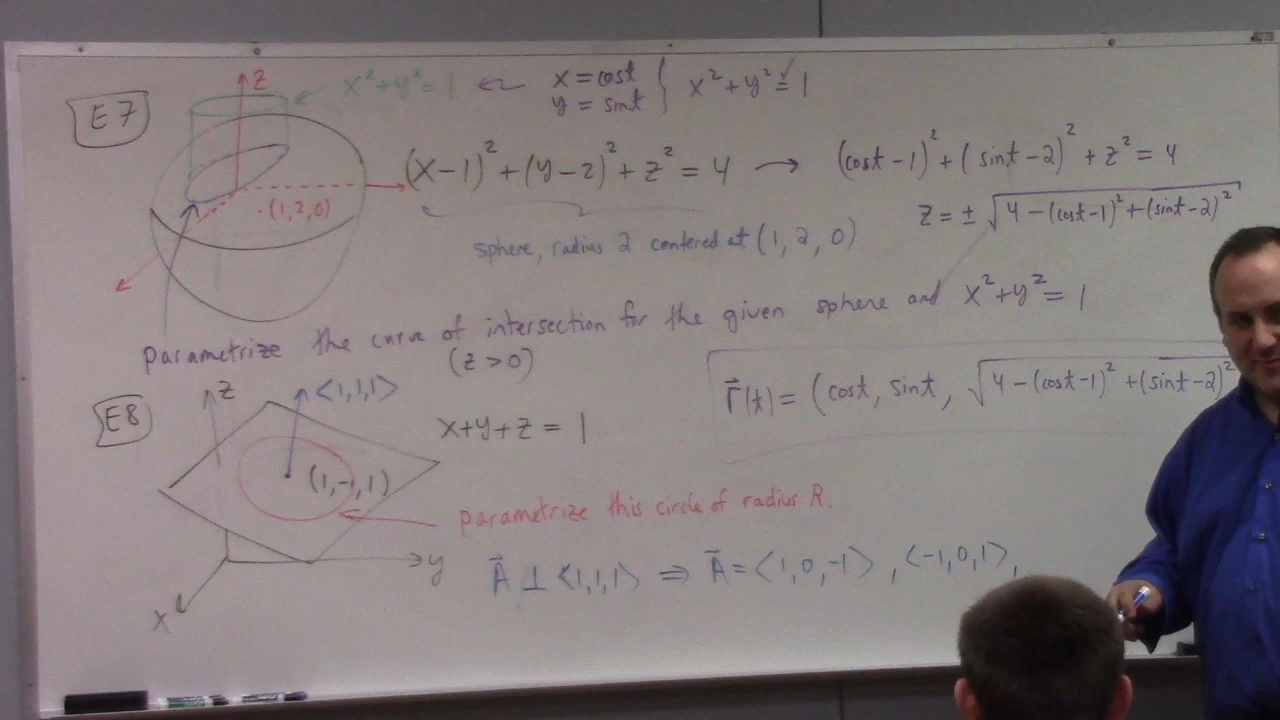 E7
z
x²+y²=1 ← x=cost
y=sint } x²+y²=1 ✓
(x-1)²+(y-2)²+z²=4 → (cost-1)²+(sint-2)²+z²=4
·(1,2,0)
z=±√4-(cost-1)²+(sint-2)²
sphere, radius 2 centered at (1,2,0).
Parametrize the curve of intersection for the given sphere and x²+y²=1
(z>0)
r⃗(t)=(cost, sint, √4-(cost-1)²+(sint-2)²
E8
z
<1,1,1>
x+y+z=1
(1,-1,1)
parametrize this circle of radius R.
y
x
A⃗ ⊥ <1,1,1> ⇒ A⃗=<1,0,-1>, <-1,0,1>,